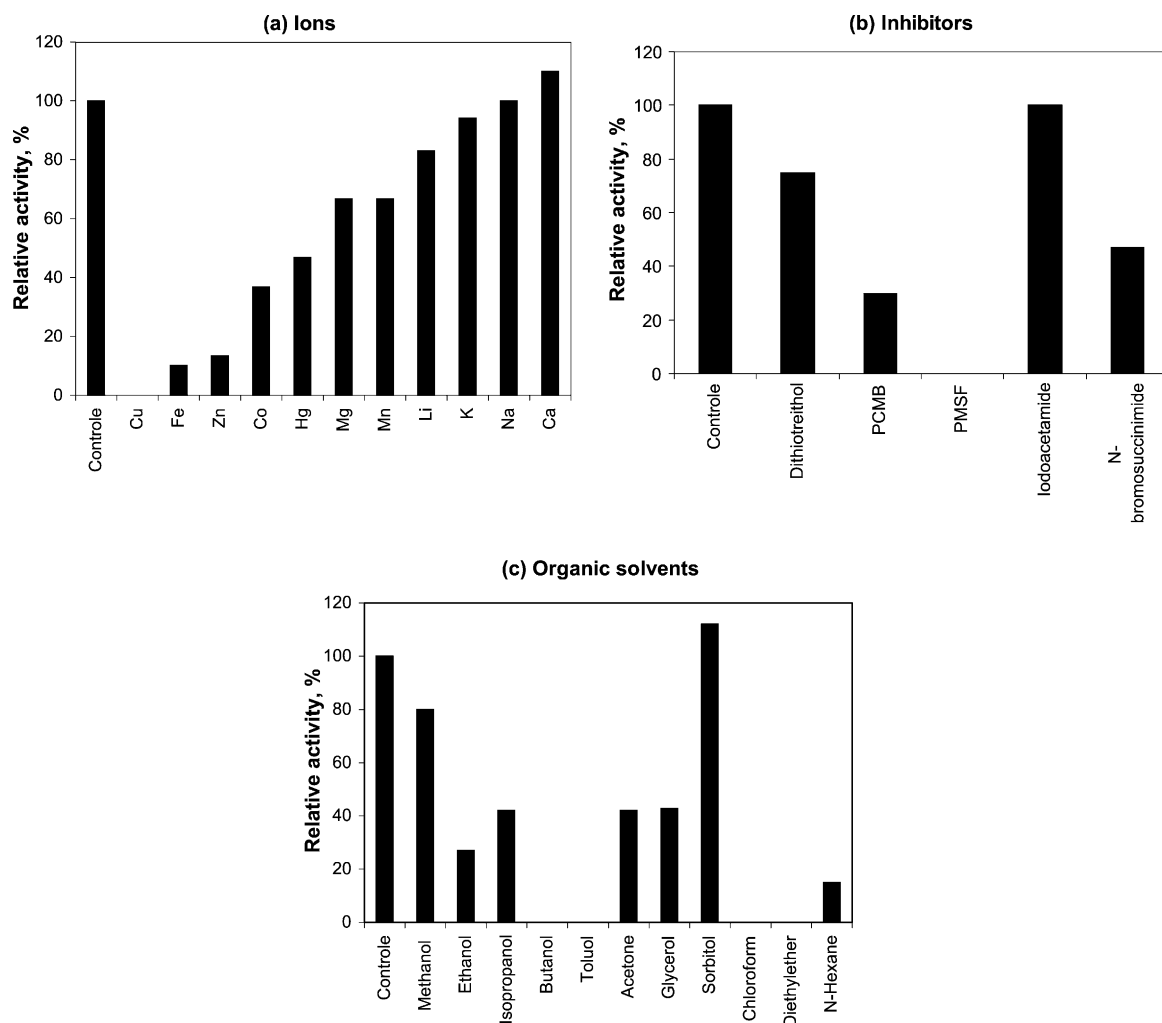 (a) Ions
Relative activity, %
120
100
80
60
40
20
0
Controle
Cu
Fe
Zn
Co
Hg
Mg
Mn
Li
K
Na
Ca
(b) Inhibitors
Relative activity, %
120
100
80
60
40
20
0
Controle
Dithiotreithol
PCMB
PMSF
Iodoacetamide
N-
bromosuccinimide
(c) Organic solvents
Relative activity, %
120
100
80
60
40
20
0
Controle
Methanol
Ethanol
Isopropanol
Butanol
Toluol
Acetone
Glycerol
Sorbitol
Chloroform
Diethylether
N-Hexane